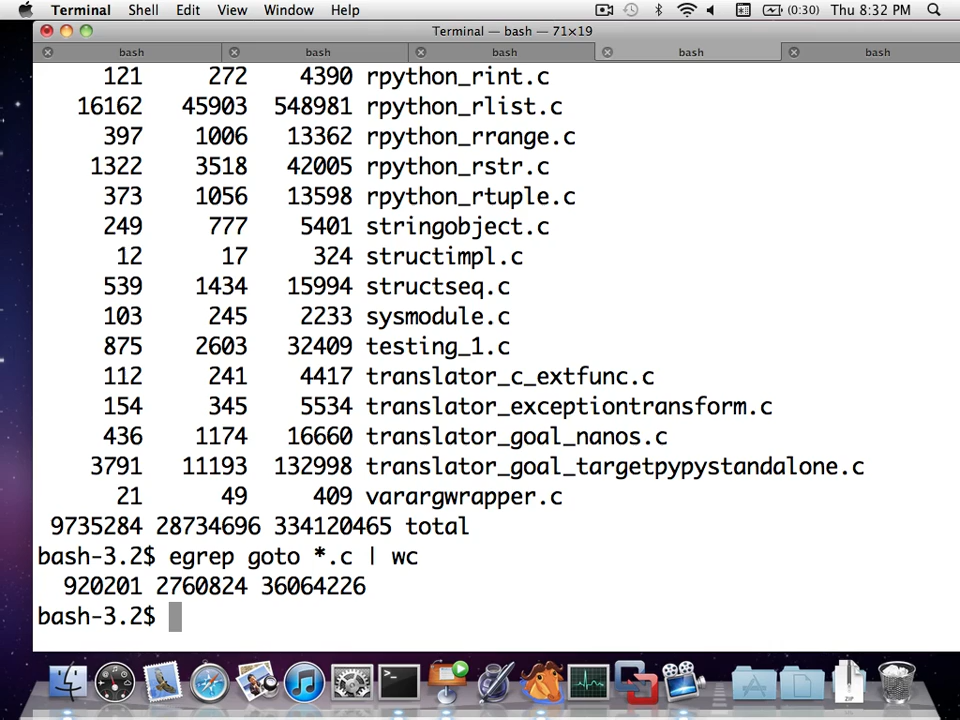 Terminal Shell Edit View Window Help (0:30) Thu 8:32 PM
Terminal — bash — 71×19
bash bash bash bash bash
121 272 4390 rpython_rint.c
16162 45903 548981 rpython_rlist.c
397 1006 13362 rpython_rrange.c
1322 3518 42005 rpython_rstr.c
373 1056 13598 rpython_rtuple.c
249 777 5401 stringobject.c
12 17 324 structimpl.c
539 1434 15994 structseq.c
103 245 2233 sysmodule.c
875 2603 32409 testing_1.c
112 241 4417 translator_c_extfunc.c
154 345 5534 translator_exceptiontransform.c
436 1174 16660 translator_goal_nanos.c
3791 11193 132998 translator_goal_targetpypystandalone.c
21 49 409 varargwrapper.c
9735284 28734696 334120465 total
bash-3.2$ egrep goto *.c | wc
920201 2760824 36064226
bash-3.2$
ZIP